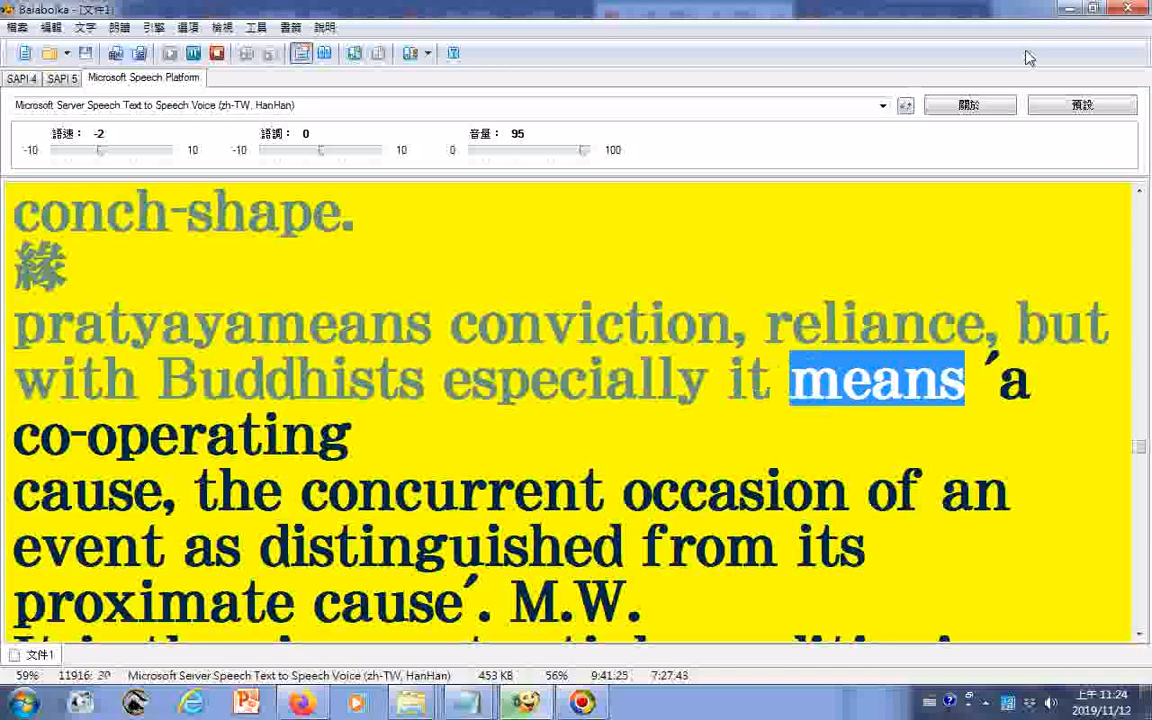 Balabolka - [文件1]
檔案 編輯 文字 朗讀 引擎 選項 檢視 工具 書籤 說明
SAPI 4 SAPI 5 Microsoft Speech Platform
Microsoft Server Speech Text to Speech Voice (zh-TW, HanHan) 關於 預設
語速： -2 語調： 0 音量： 95
-10 10 -10 10 0 100
conch-shape.
緣
pratyayameans conviction, reliance, but
with Buddhists especially it means ′a
co-operating
cause, the concurrent occasion of an
event as distinguished from its
proximate cause′. M.W.
文件1
59% 11916: 20 Microsoft Server Speech Text to Speech Voice (zh-TW, HanHan) 453 KB 56% 9:41:25 7:27:43
上午 11:24
2019/11/12